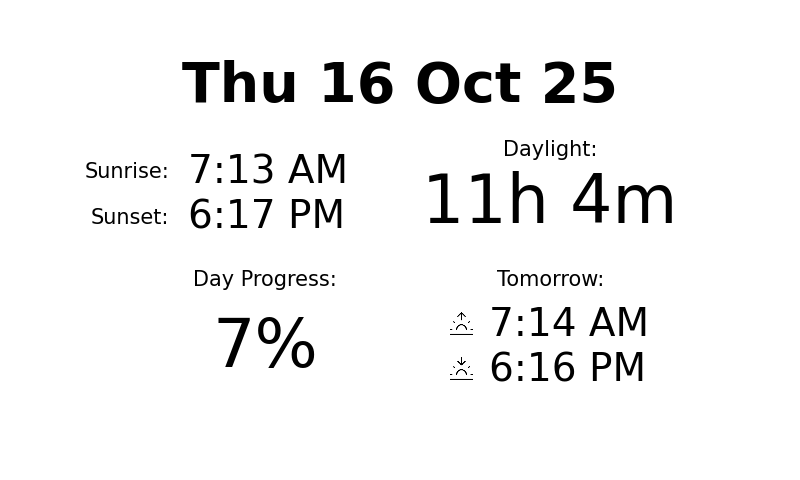 Thu 16 Oct 25
Sunrise: 7:13 AM
Sunset: 6:17 PM
Daylight:
11h 4m
Day Progress:
7%
Tomorrow:
7:14 AM
6:16 PM